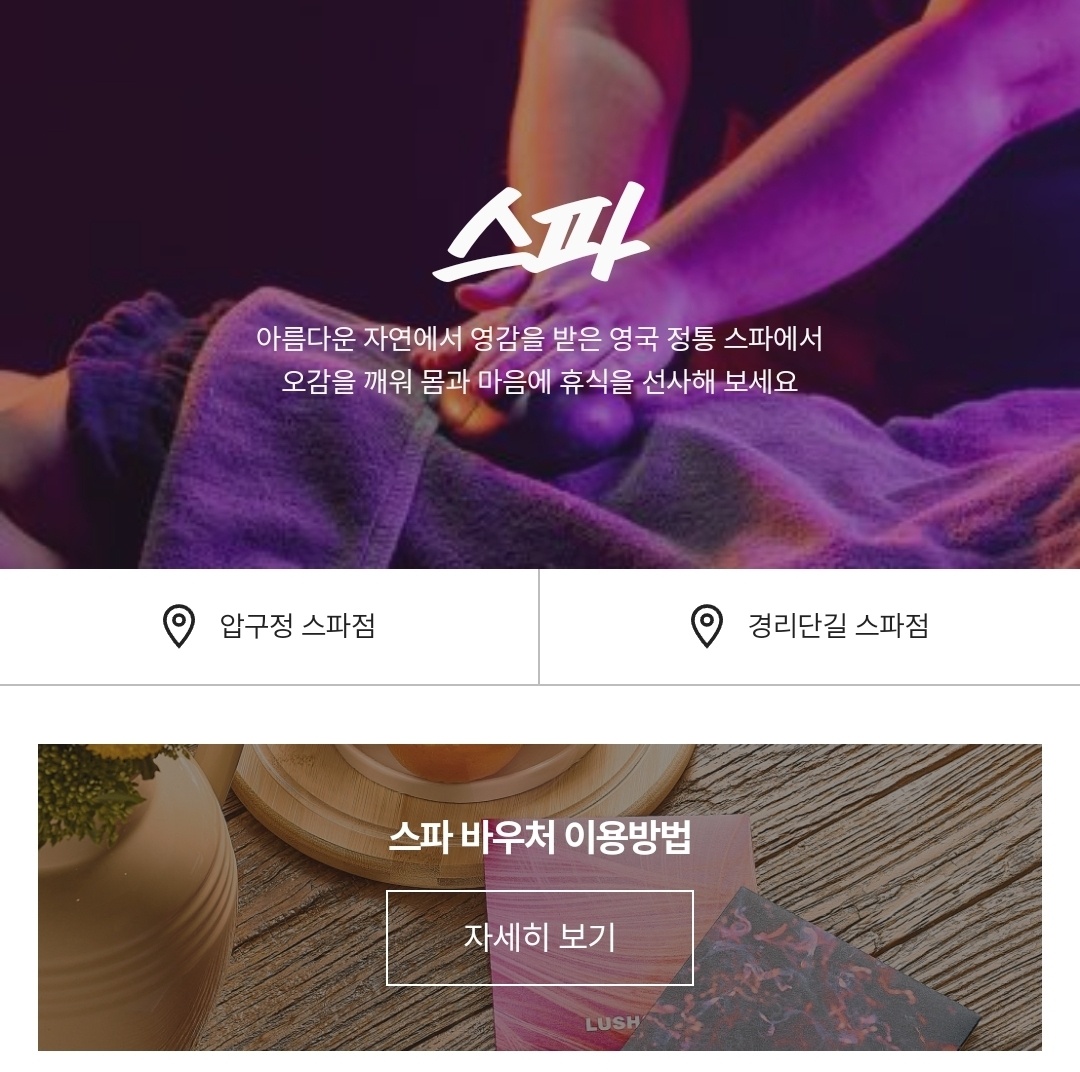 스파
아름다운 자연에서 영감을 받은 영국 정통 스파에서
오감을 깨워 몸과 마음에 휴식을 선사해 보세요
압구정 스파점
경리단길 스파점
스파 바우처 이용방법
자세히 보기
LUSH